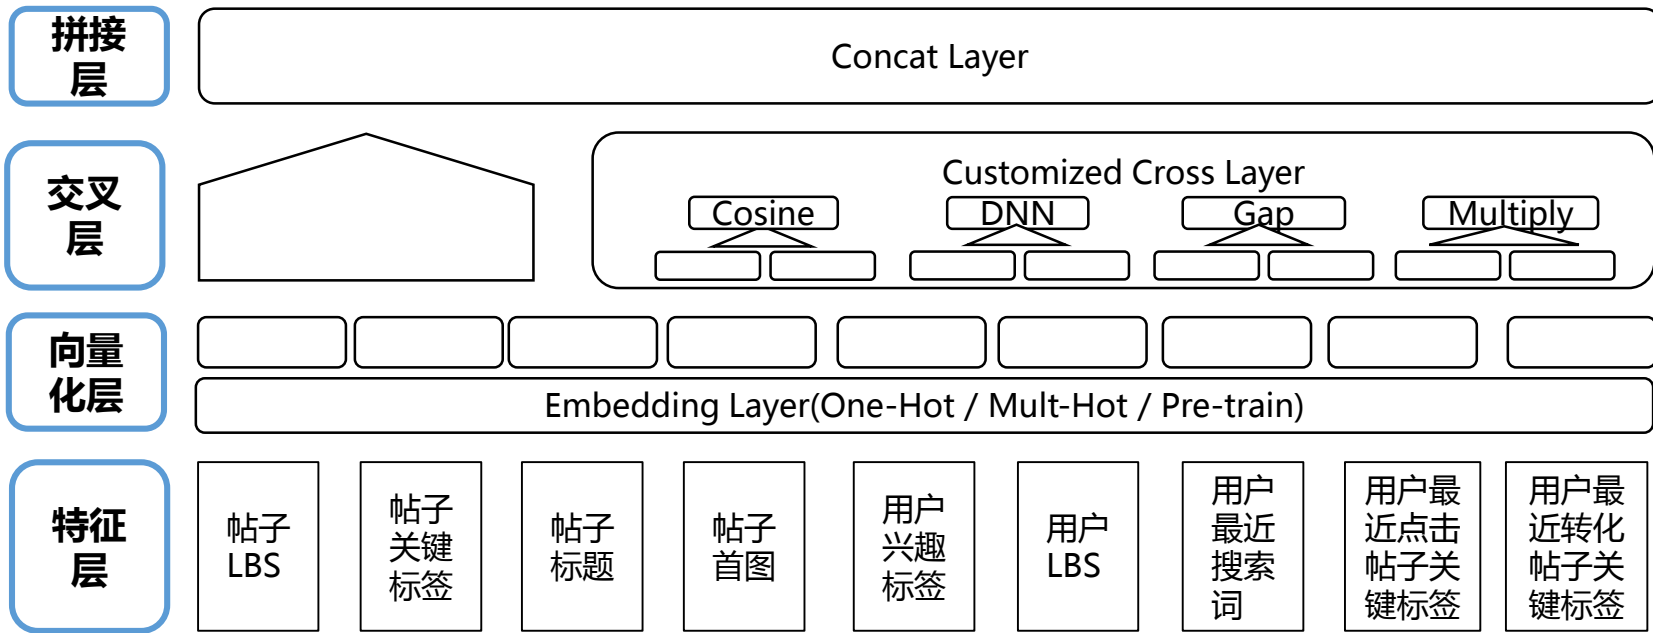 拼接
层
Concat Layer
交叉
层
Customized Cross Layer
Cosine
DNN
Gap
Multiply
向量
化层
Embedding Layer(One-Hot / Mult-Hot / Pre-train)
特征
层
帖子
LBS
帖子
关键
标签
帖子
标题
帖子
首图
用户
兴趣
标签
用户
LBS
用户
最近
搜索
词
用户最
近点击
帖子关
键标签
用户最
近转化
帖子关
键标签